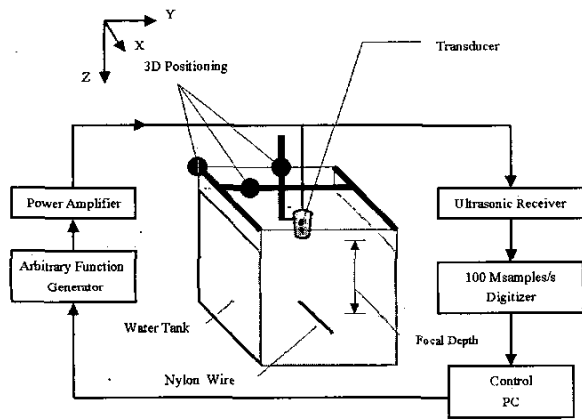 Y
X
Z
3D Positioning
Transducer
Power Amplifier
Ultrasonic Receiver
Arbitrary Function
Generator
100 Msamples/s
Digitizer
Water Tank
Focal Depth
Nylon Wire
Control
PC